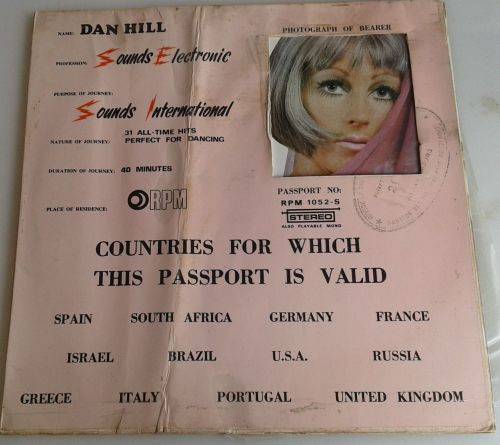 NAME: DAN HILL
PHOTOGRAPH OF BEARER
PROFESSION: Sounds Electronic
PURPOSE OF JOURNEY:
Sounds International
NATURE OF JOURNEY: 31 ALL-TIME HITS
PERFECT FOR DANCING
DURATION OF JOURNEY: 40 MINUTES
PLACE OF RESIDENCE: RPM
PASSPORT NO:
RPM 1052-S
STEREO
ALSO PLAYABLE MONO
COUNTRIES FOR WHICH
THIS PASSPORT IS VALID
SPAIN SOUTH AFRICA GERMANY FRANCE
ISRAEL BRAZIL U.S.A. RUSSIA
GREECE ITALY PORTUGAL UNITED KINGDOM